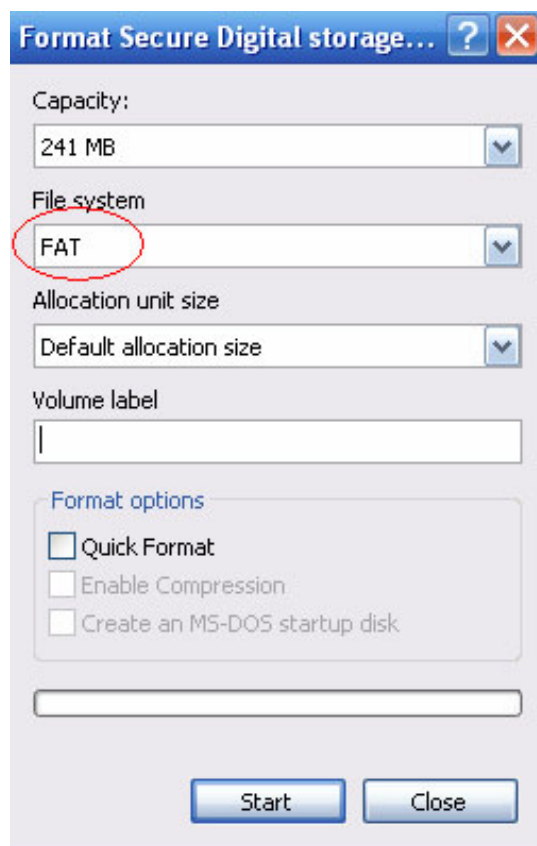 Format Secure Digital storage...
Capacity:
241 MB
File system
FAT
Allocation unit size
Default allocation size
Volume label
Format options
Quick Format
Enable Compression
Create an MS-DOS startup disk
Start Close